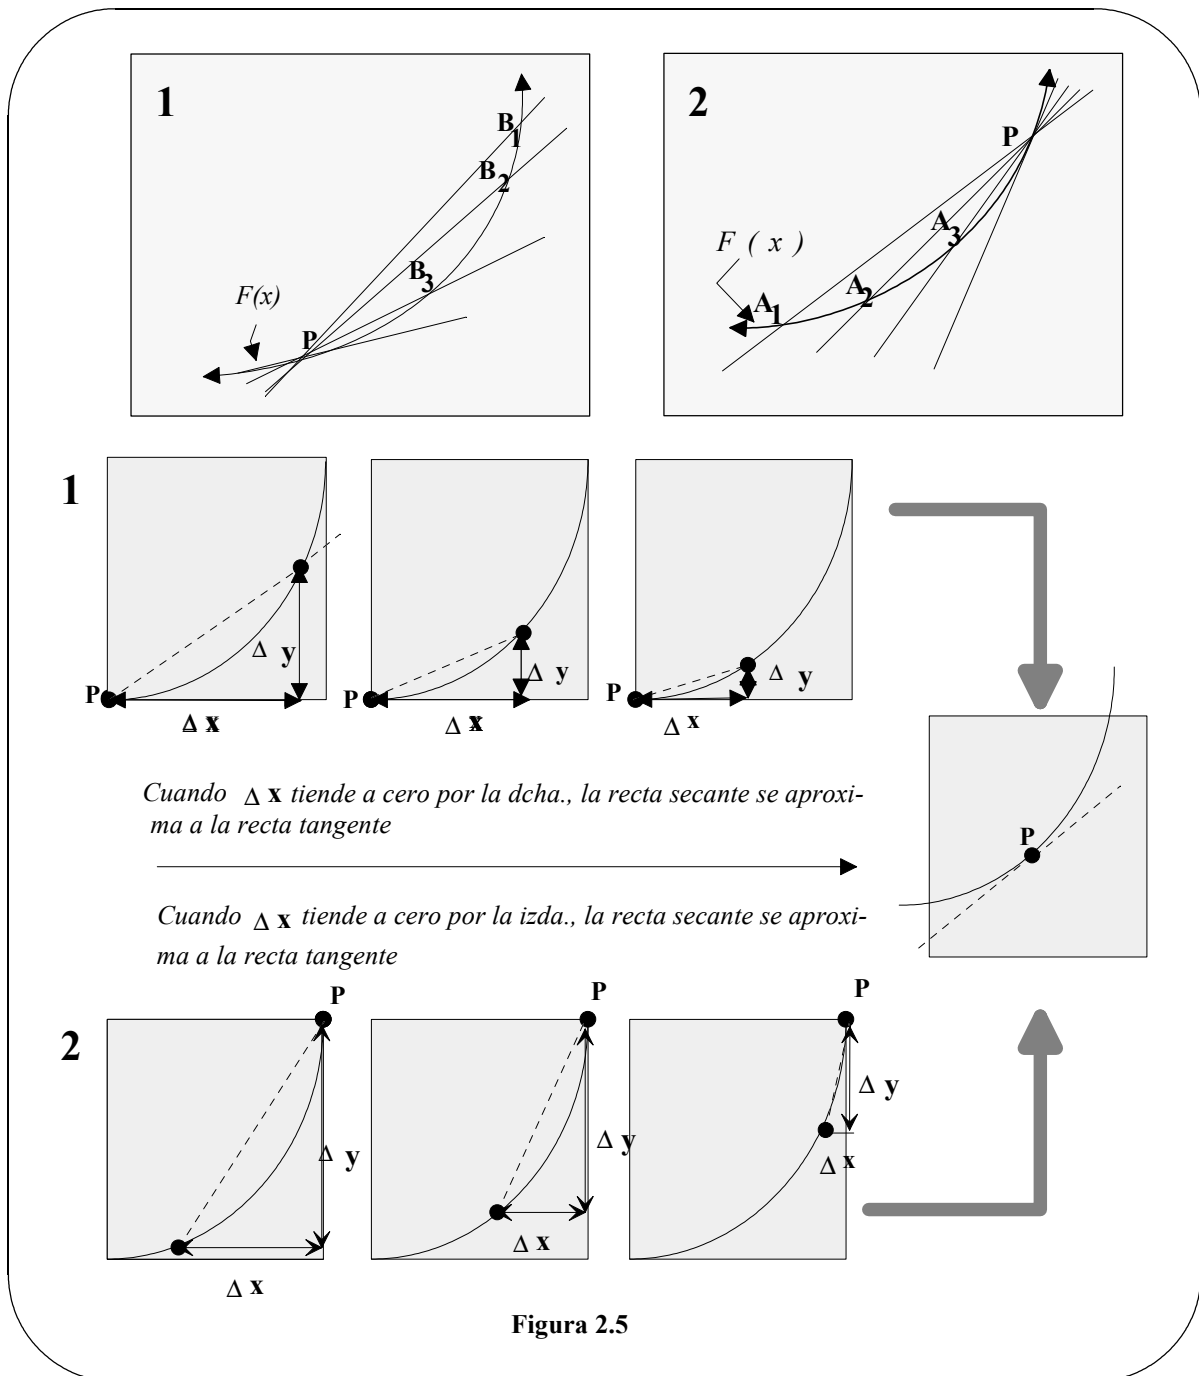 1
B1
B2
B3
F(x)
P
2
P
A3
F ( x )
A2
A1
1
P
Δ y
Δ x
P
Δ y
Δ x
P
Δ y
Δ x
Cuando Δ x tiende a cero por la dcha., la recta secante se aproxi-
ma a la recta tangente
P
Cuando Δ x tiende a cero por la izda., la recta secante se aproxi-
ma a la recta tangente
2
P
Δ y
Δ x
P
Δ y
Δ x
P
Δ y
Δ x
Figura 2.5